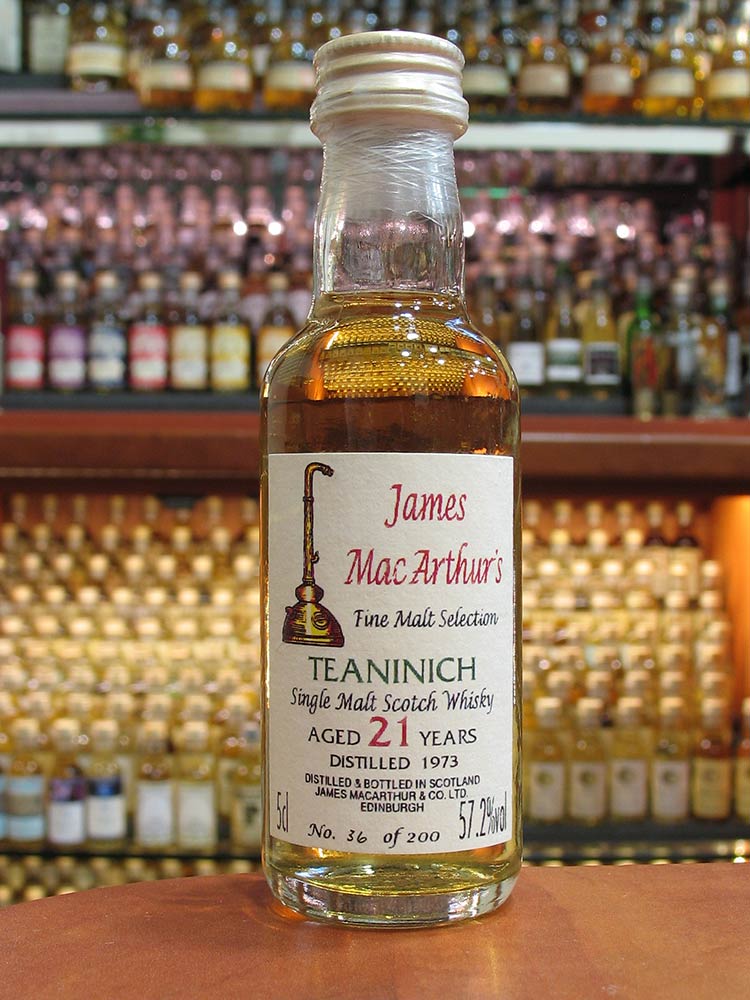 James
MacArthur's
Fine Malt Selection
TEANINICH
Single Malt Scotch Whisky
AGED 21 YEARS
DISTILLED 1973
DISTILLED & BOTTLED IN SCOTLAND
JAMES MACARTHUR & CO. LTD.
EDINBURGH
5cl
No. 36 of 200
57.2%vol